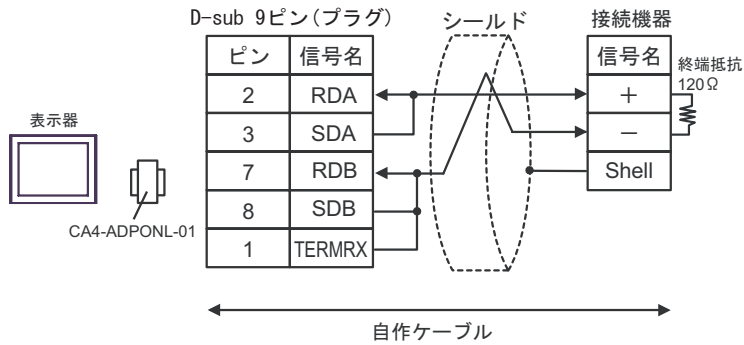 D-sub 9ピン(プラグ)
シールド
接続機器
ピン 信号名
信号名
終端抵抗
120Ω
2 RDA
+
3 SDA
-
7 RDB
Shell
8 SDB
1 TERMRX
表示器
CA4-ADPONL-01
自作ケーブル